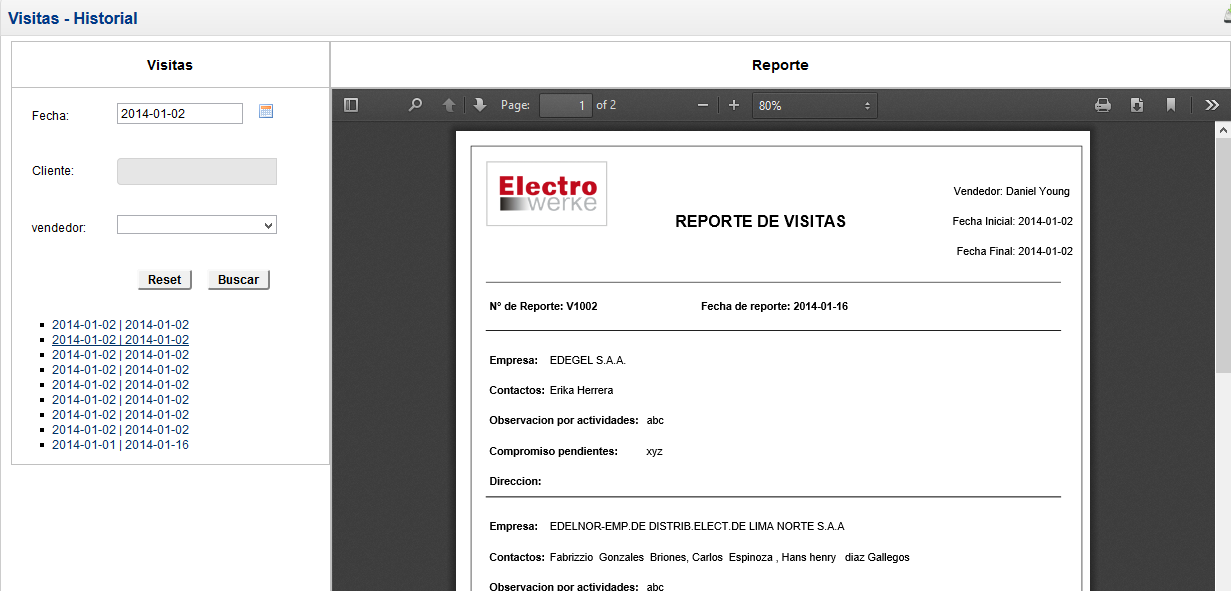 Visitas - Historial
Visitas
Reporte
Fecha:
2014-01-02
Cliente:
vendedor:
Reset
Buscar
2014-01-02 | 2014-01-02
2014-01-02 | 2014-01-02
2014-01-02 | 2014-01-02
2014-01-02 | 2014-01-02
2014-01-02 | 2014-01-02
2014-01-02 | 2014-01-02
2014-01-02 | 2014-01-02
2014-01-02 | 2014-01-02
2014-01-01 | 2014-01-16
Page: 1 of 2
80%
Electro
werke
Vendedor: Daniel Young
REPORTE DE VISITAS
Fecha Inicial: 2014-01-02
Fecha Final: 2014-01-02
N° de Reporte: V1002 Fecha de reporte: 2014-01-16
Empresa: EDEGEL S.A.A.
Contactos: Erika Herrera
Observacion por actividades: abc
Compromiso pendientes: xyz
Direccion:
Empresa: EDELNOR-EMP.DE DISTRIB.ELECT.DE LIMA NORTE S.A.A
Contactos: Fabrizzio Gonzales Briones, Carlos Espinoza , Hans henry diaz Gallegos
Observacion por actividades: abc